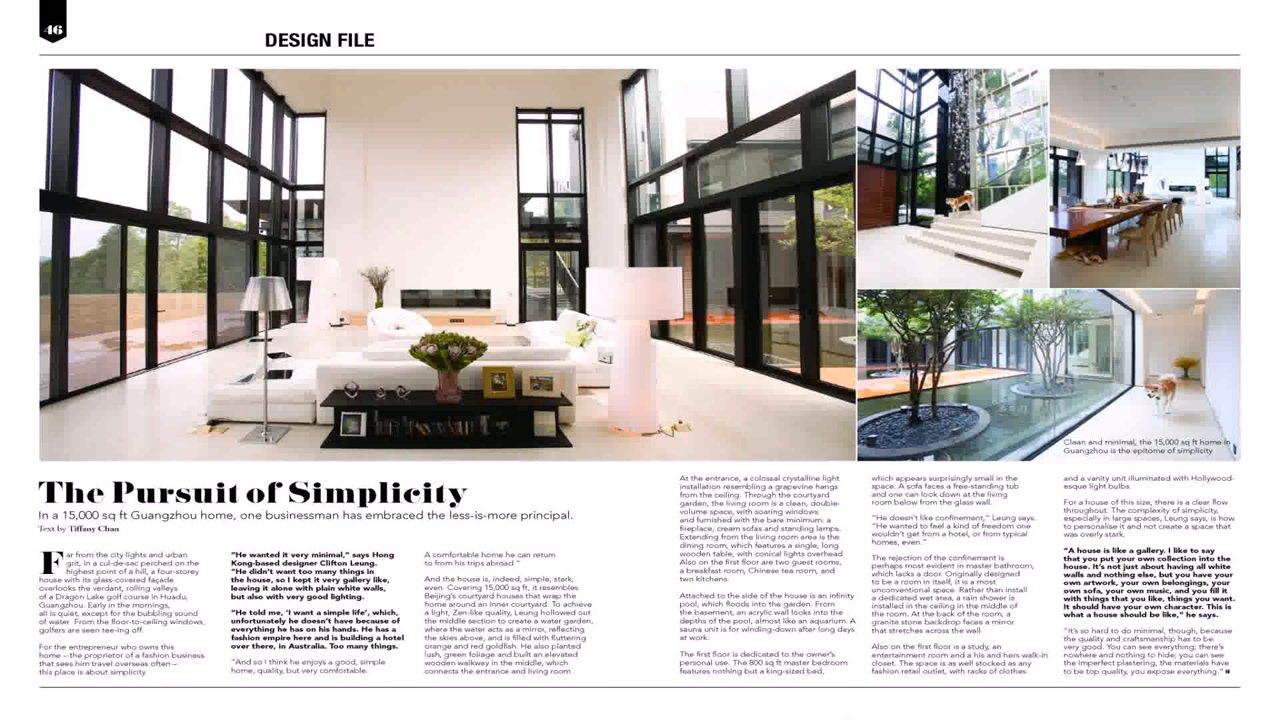 46
DESIGN FILE
Clean and minimal, the 15,000 sq ft home in
Guangzhou is the epitome of simplicity
The Pursuit of Simplicity
In a 15,000 sq ft Guangzhou home, one businessman has embraced the less-is-more principal.
Text by Tiffany Chan
Far from the city lights and urban
grit, in a cul-de-sac perched on the
highest point of a hill, a four-storey
house with its glass-covered façade
overlooks the verdant, rolling valleys
of a Dragon Lake golf course in Huadu,
Guangzhou. Early in the mornings,
all is quiet, except for the bubbling sound
of water. From the floor-to-ceiling windows,
golfers are seen tee-ing off.
For the entrepreneur who owns this
home – the proprietor of a fashion business
that sees him travel overseas often –
this place is about simplicity.
"He wanted it very minimal," says Hong
Kong-based designer Clifton Leung.
"He didn't want too many things in
the house, so I kept it very gallery like,
leaving it alone with plain white walls,
but also with very good lighting.
"He told me, 'I want a simple life', which,
unfortunately he doesn't have because of
everything he has on his hands. He has a
fashion empire here and is building a hotel
over there, in Australia. Too many things.
"And so I think he enjoys a good, simple
home, quality, but very comfortable.
A comfortable home he can return
to from his trips abroad."
And the house is, indeed, simple; stark;
even. Covering 15,000 sq ft, it resembles
Beijing's courtyard houses that wrap the
home around an inner courtyard. To achieve
a light, Zen-like quality, Leung hollowed out
the middle section to create a water garden,
where the water acts as a mirror, reflecting
the skies above, and is filled with fluttering
orange and red goldfish. He also planted
lush, green foliage and built an elevated
wooden walkway in the middle, which
connects the entrance and living room
At the entrance, a colossal crystalline light
installation resembling a grapevine hangs
from the ceiling. Through the courtyard
garden, the living room is a clean, double-
volume space, with soaring windows
and furnished with the bare minimum: a
fireplace, cream sofas and standing lamps.
Extending from the living room area is the
dining room, which features a single, long
wooden table, with conical lights overhead
Also on the first floor are two guest rooms,
a breakfast room, Chinese tea room, and
two kitchens.
Attached to the side of the house is an infinity
pool, which floods into the garden. From
the basement, an acrylic wall looks into the
depths of the pool, almost like an aquarium. A
sauna unit is for winding-down after long days
at work.
The first floor is dedicated to the owner's
personal use. The 800 sq ft master bedroom
features nothing but a king-sized bed,
which appears surprisingly small in the
space. A sofa faces a free-standing tub
and one can look down at the living
room below from the glass wall.
"He doesn't like confinement," Leung says.
"He wanted to feel a kind of freedom one
wouldn't get from a hotel, or from typical
homes, even."
The rejection of the confinement is
perhaps most evident in master bathroom,
which lacks a door. Originally designed
to be a room in itself, it is a most
unconventional space. Rather than install
a dedicated wet area, a rain shower is
installed in the ceiling in the middle of
the room. At the back of the room, a
granite stone backdrop faces a mirror
that stretches across the wall
Also on the first floor is a study, an
entertainment room and a his and hers walk-in
closet. The space is as well stocked as any
fashion retail outlet, with racks of clothes
and a vanity unit illuminated with Hollywood-
esque light bulbs.
For a house of this size, there is a clear flow
throughout. The complexity of simplicity,
especially in large spaces, Leung says, is how
to personalise it and not create a space that
was overly stark.
"A house is like a gallery. I like to say
that you put your own collection into the
house. It's not just about having all white
walls and nothing else, but you have your
own artwork, your own belongings, your
own sofa, your own music, and you fill it
with things that you like, things you want.
It should have your own character. This is
what a house should be like," he says.
"It's so hard to do minimal, though, because
the quality and craftsmanship has to be
very good. You can see everything; there's
nowhere and nothing to hide; you can see
the imperfect plastering, the materials have
to be top quality, you expose everything."